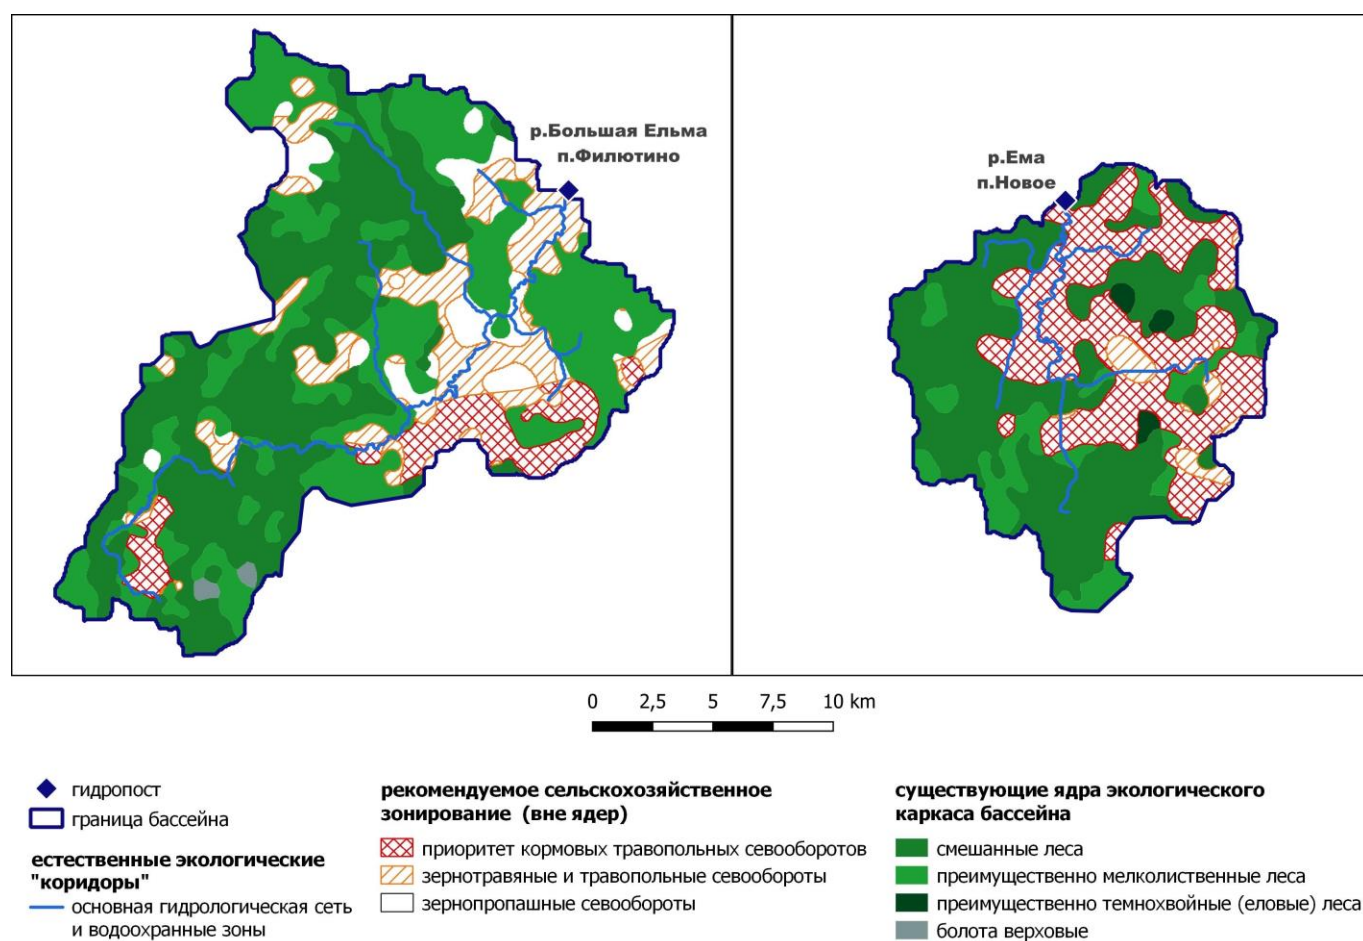 р.Большая Ельма
п.Филютино
р.Ема
п.Новое
0 2,5 5 7,5 10 km
гидропост
граница бассейна
естественные экологические
"коридоры"
основная гидрологическая сеть
и водоохранные зоны
рекомендуемое сельскохозяйственное
зонирование (вне ядер)
приоритет кормовых травопольных севооборотов
зернотравяные и травопольные севообороты
зернопропашные севообороты
существующие ядра экологического
каркаса бассейна
смешанные леса
преимущественно мелколиственные леса
преимущественно темнохвойные (еловые) леса
болота верховые